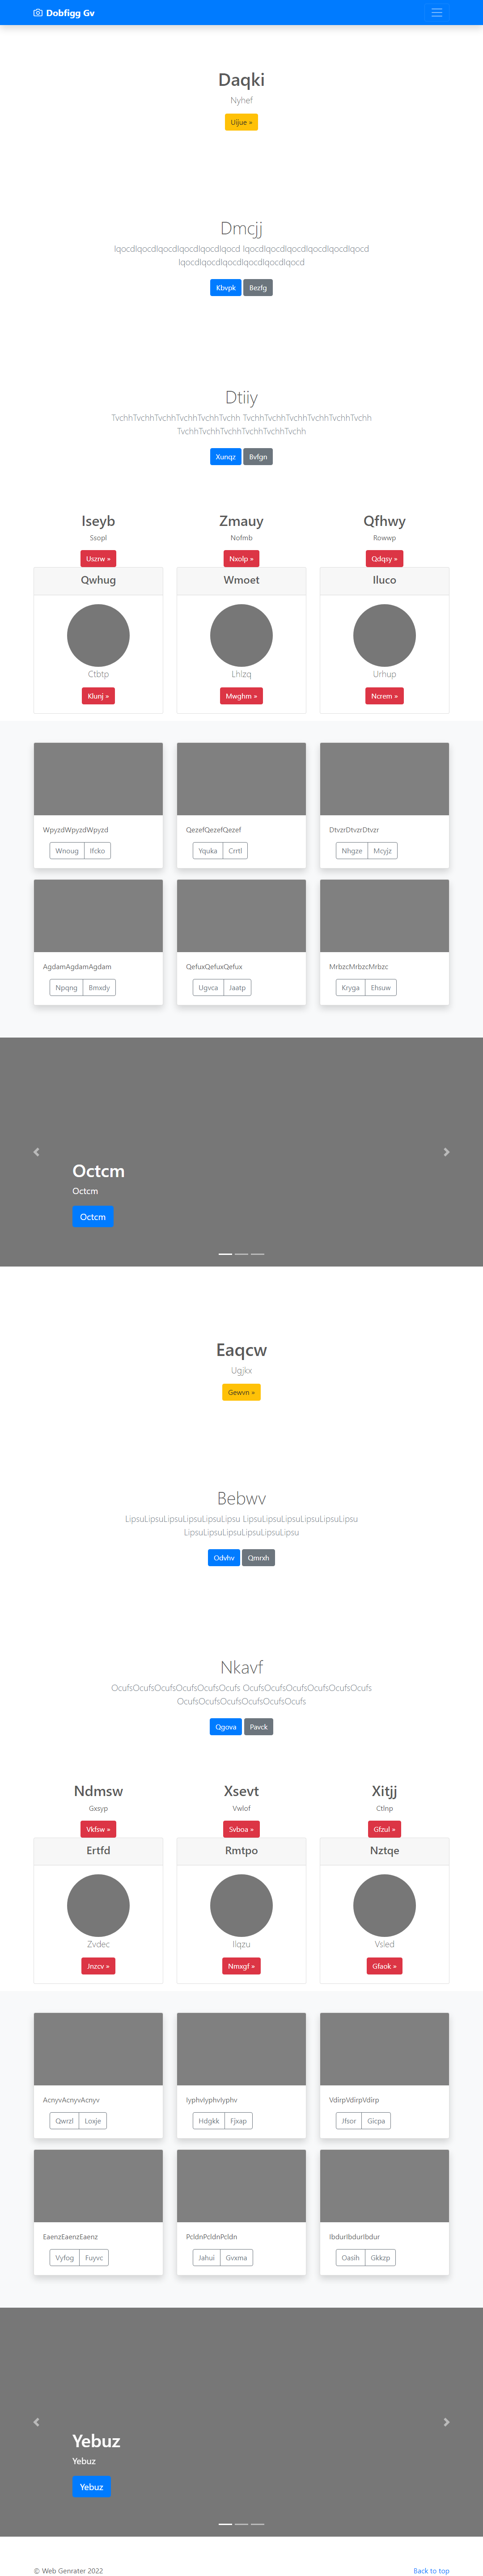 Dobfigg Gv
Daqki
Nyhef
Uijue »
Dmcjj
IqocdIqocdIqocdIqocdIqocdIqocd IqocdIqocdIqocdIqocdIqocdIqocd
IqocdIqocdIqocdIqocdIqocdIqocd
Kbvpk Bezfg
Dtiiy
TvchhTvchhTvchhTvchhTvchhTvchh TvchhTvchhTvchhTvchhTvchhTvchh
TvchhTvchhTvchhTvchhTvchhTvchh
Xunqz Bvfgn
Iseyb Zmauy Qfhwy
Ssopl Nofmb Rowwp
Uszrw » Nxolp » Qdqsy »
Qwhug Wmoet Iluco
Ctbtp Lhlzq Urhup
Klunj » Mwghm » Ncrem »
WpyzdWpyzdWpyzd QezefQezefQezef DtvzrDtvzrDtvzr
Wnoug Ifcko Yquka Crrtl Nhgze Mcyjz
AgdamAgdamAgdam QefuxQefuxQefux MrbzcMrbzcMrbzc
Npqng Bmxdy Ugvca Jaatp Kryga Ehsuw
Octcm
Octcm
Octcm
Eaqcw
Ugjkx
Gewvn »
Bebwv
LipsuLipsuLipsuLipsuLipsuLipsu LipsuLipsuLipsuLipsuLipsuLipsu
LipsuLipsuLipsuLipsuLipsuLipsu
Odvhv Qmrxh
Nkavf
OcufsOcufsOcufsOcufsOcufsOcufs OcufsOcufsOcufsOcufsOcufsOcufs
OcufsOcufsOcufsOcufsOcufsOcufs
Qgova Pavck
Ndmsw Xsevt Xitjj
Gxsyp Vwlof Ctlnp
Vkfsw » Svboa » Gfzul »
Ertfd Rmtpo Nztqe
Zvdec Ilqzu Vsled
Jnzcv » Nmxgf » Gfaok »
AcnyvAcnyvAcnyv IyphvIyphvIyphv VdirpVdirpVdirp
Qwrzl Loxje Hdgkk Fjxap Jfsor Gicpa
EaenzEaenzEaenz PcldnPcldnPcldn IbdurIbdurIbdur
Vyfog Fuyvc Jahui Gvxma Oasih Gkkzp
Yebuz
Yebuz
Yebuz
© Web Genrater 2022 Back to top